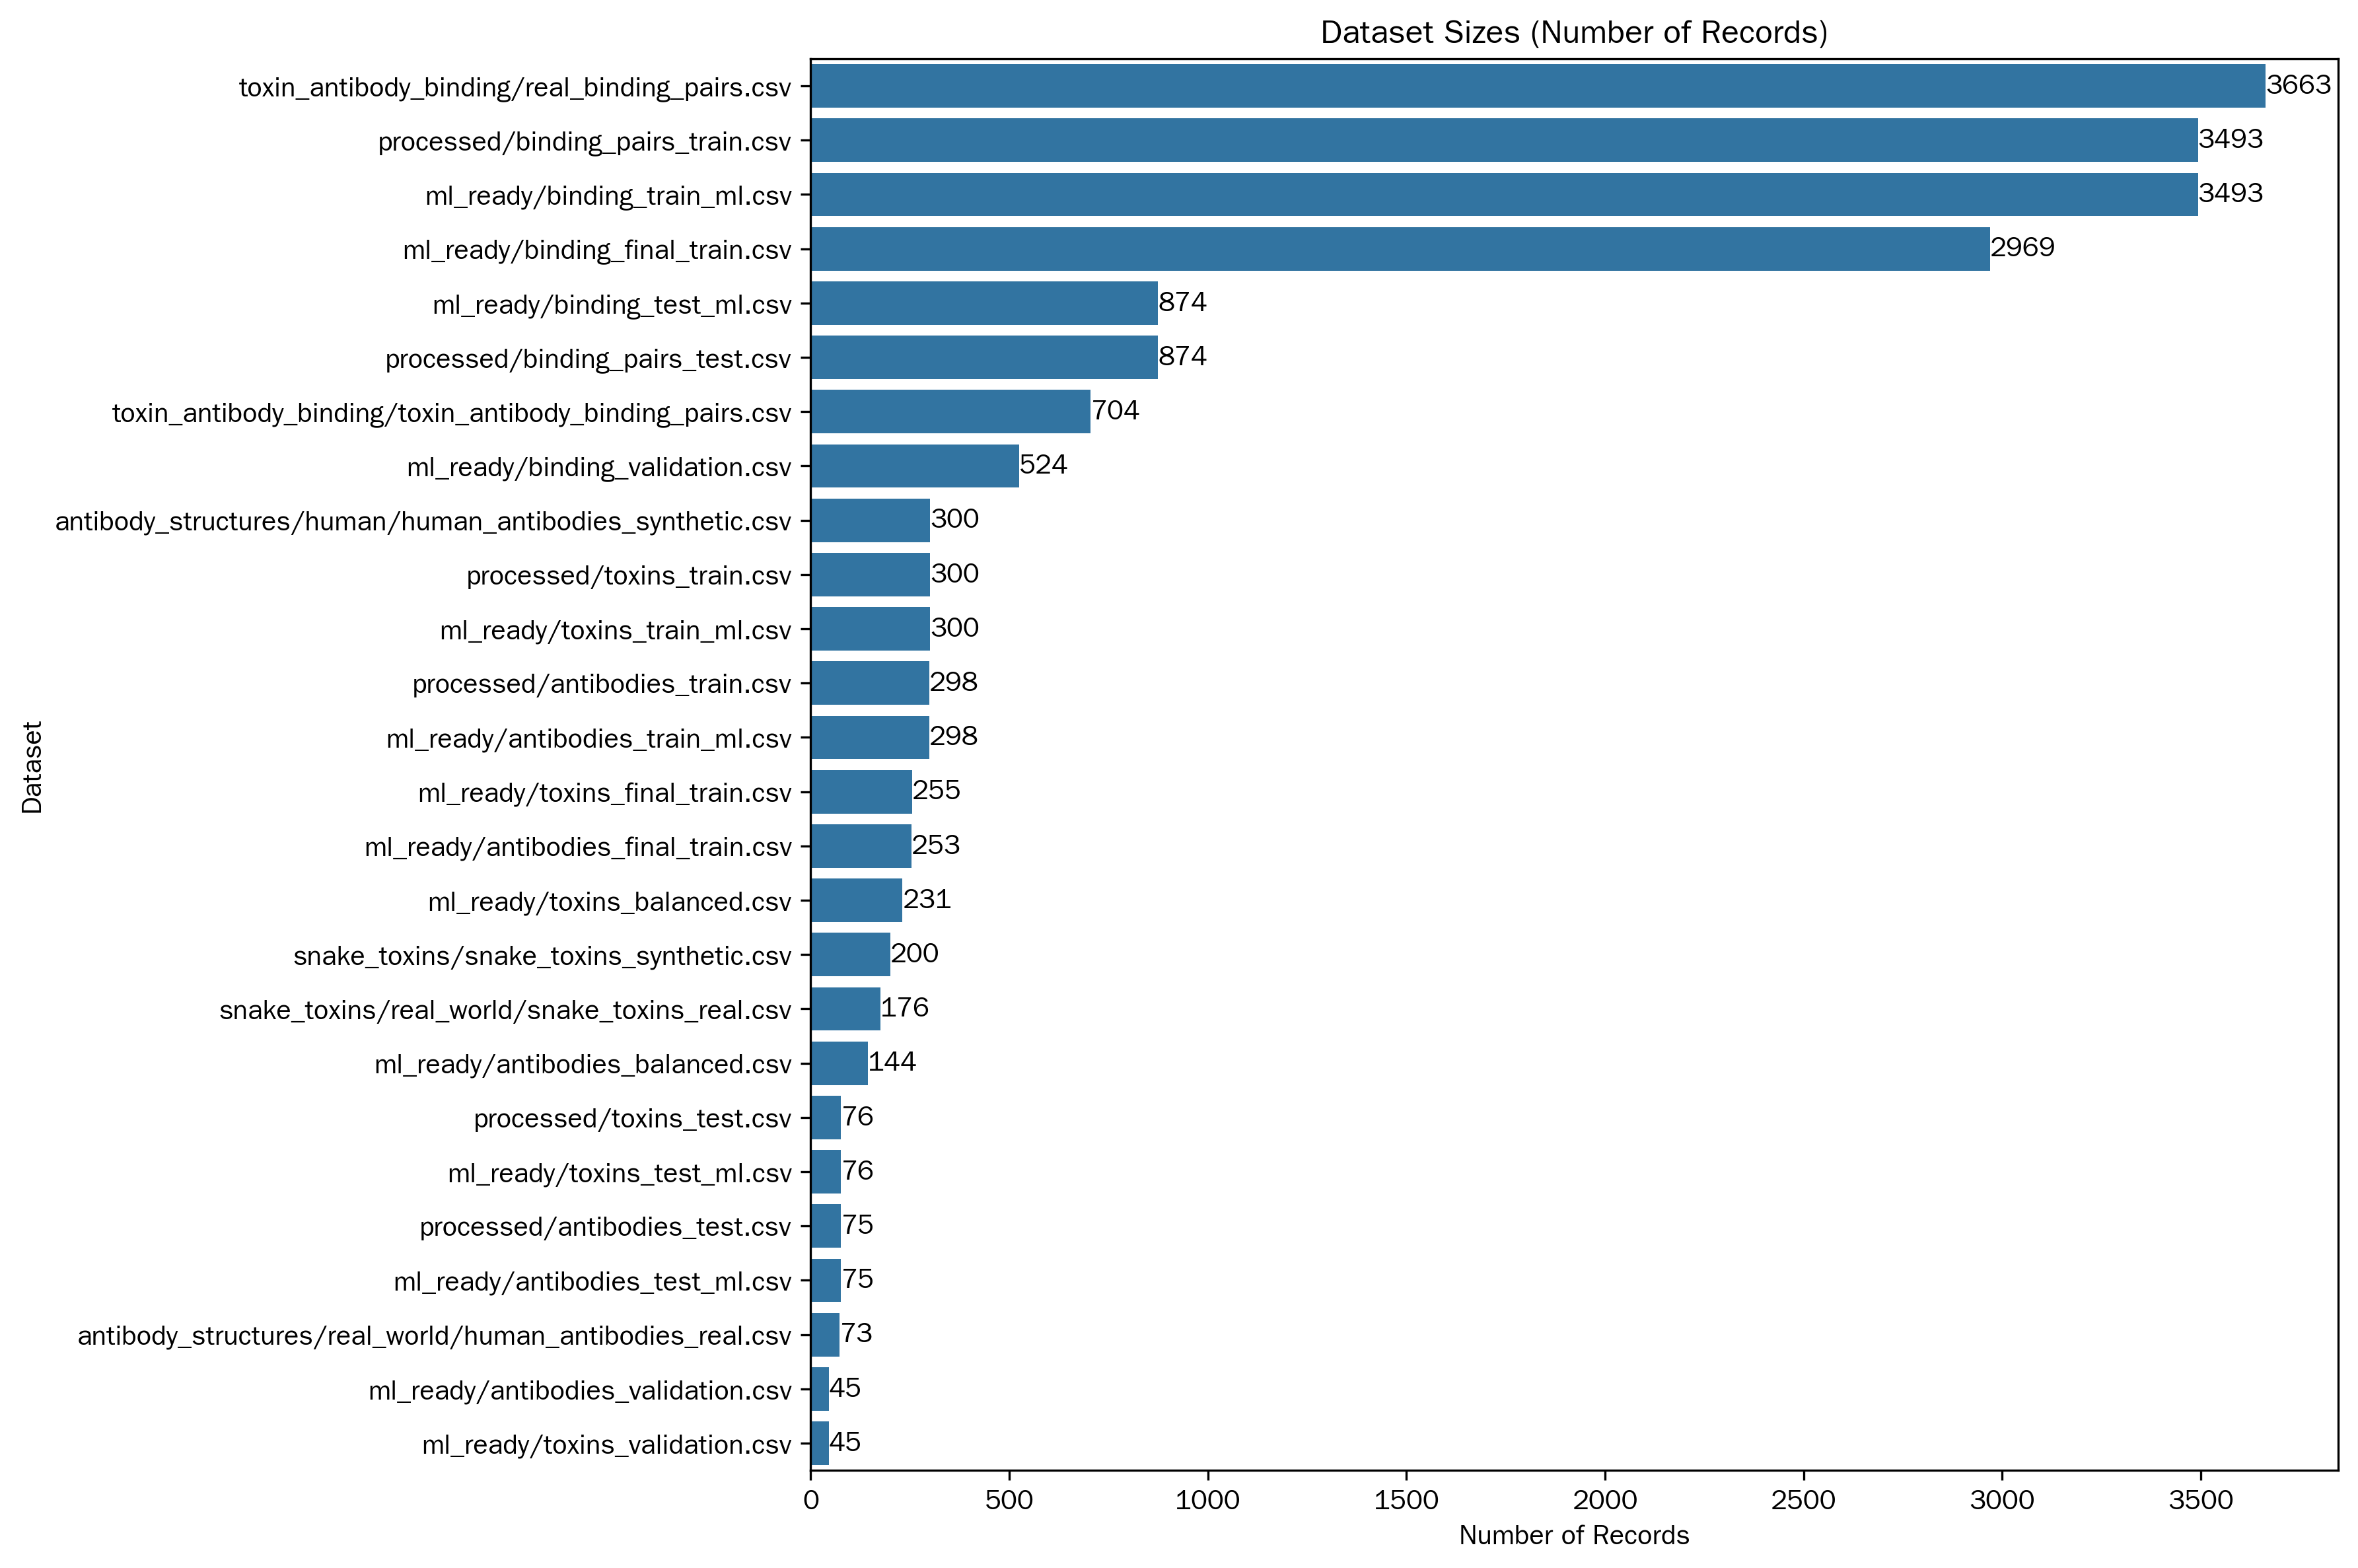 Dataset Sizes (Number of Records)
toxin_antibody_binding/real_binding_pairs.csv 3663
processed/binding_pairs_train.csv 3493
ml_ready/binding_train_ml.csv 3493
ml_ready/binding_final_train.csv 2969
ml_ready/binding_test_ml.csv 874
processed/binding_pairs_test.csv 874
toxin_antibody_binding/toxin_antibody_binding_pairs.csv 704
ml_ready/binding_validation.csv 524
antibody_structures/human/human_antibodies_synthetic.csv 300
processed/toxins_train.csv 300
ml_ready/toxins_train_ml.csv 300
processed/antibodies_train.csv 298
ml_ready/antibodies_train_ml.csv 298
ml_ready/toxins_final_train.csv 255
ml_ready/antibodies_final_train.csv 253
ml_ready/toxins_balanced.csv 231
snake_toxins/snake_toxins_synthetic.csv 200
snake_toxins/real_world/snake_toxins_real.csv 176
ml_ready/antibodies_balanced.csv 144
processed/toxins_test.csv 76
ml_ready/toxins_test_ml.csv 76
processed/antibodies_test.csv 75
ml_ready/antibodies_test_ml.csv 75
antibody_structures/real_world/human_antibodies_real.csv 73
ml_ready/antibodies_validation.csv 45
ml_ready/toxins_validation.csv 45
Dataset
0 500 1000 1500 2000 2500 3000 3500
Number of Records